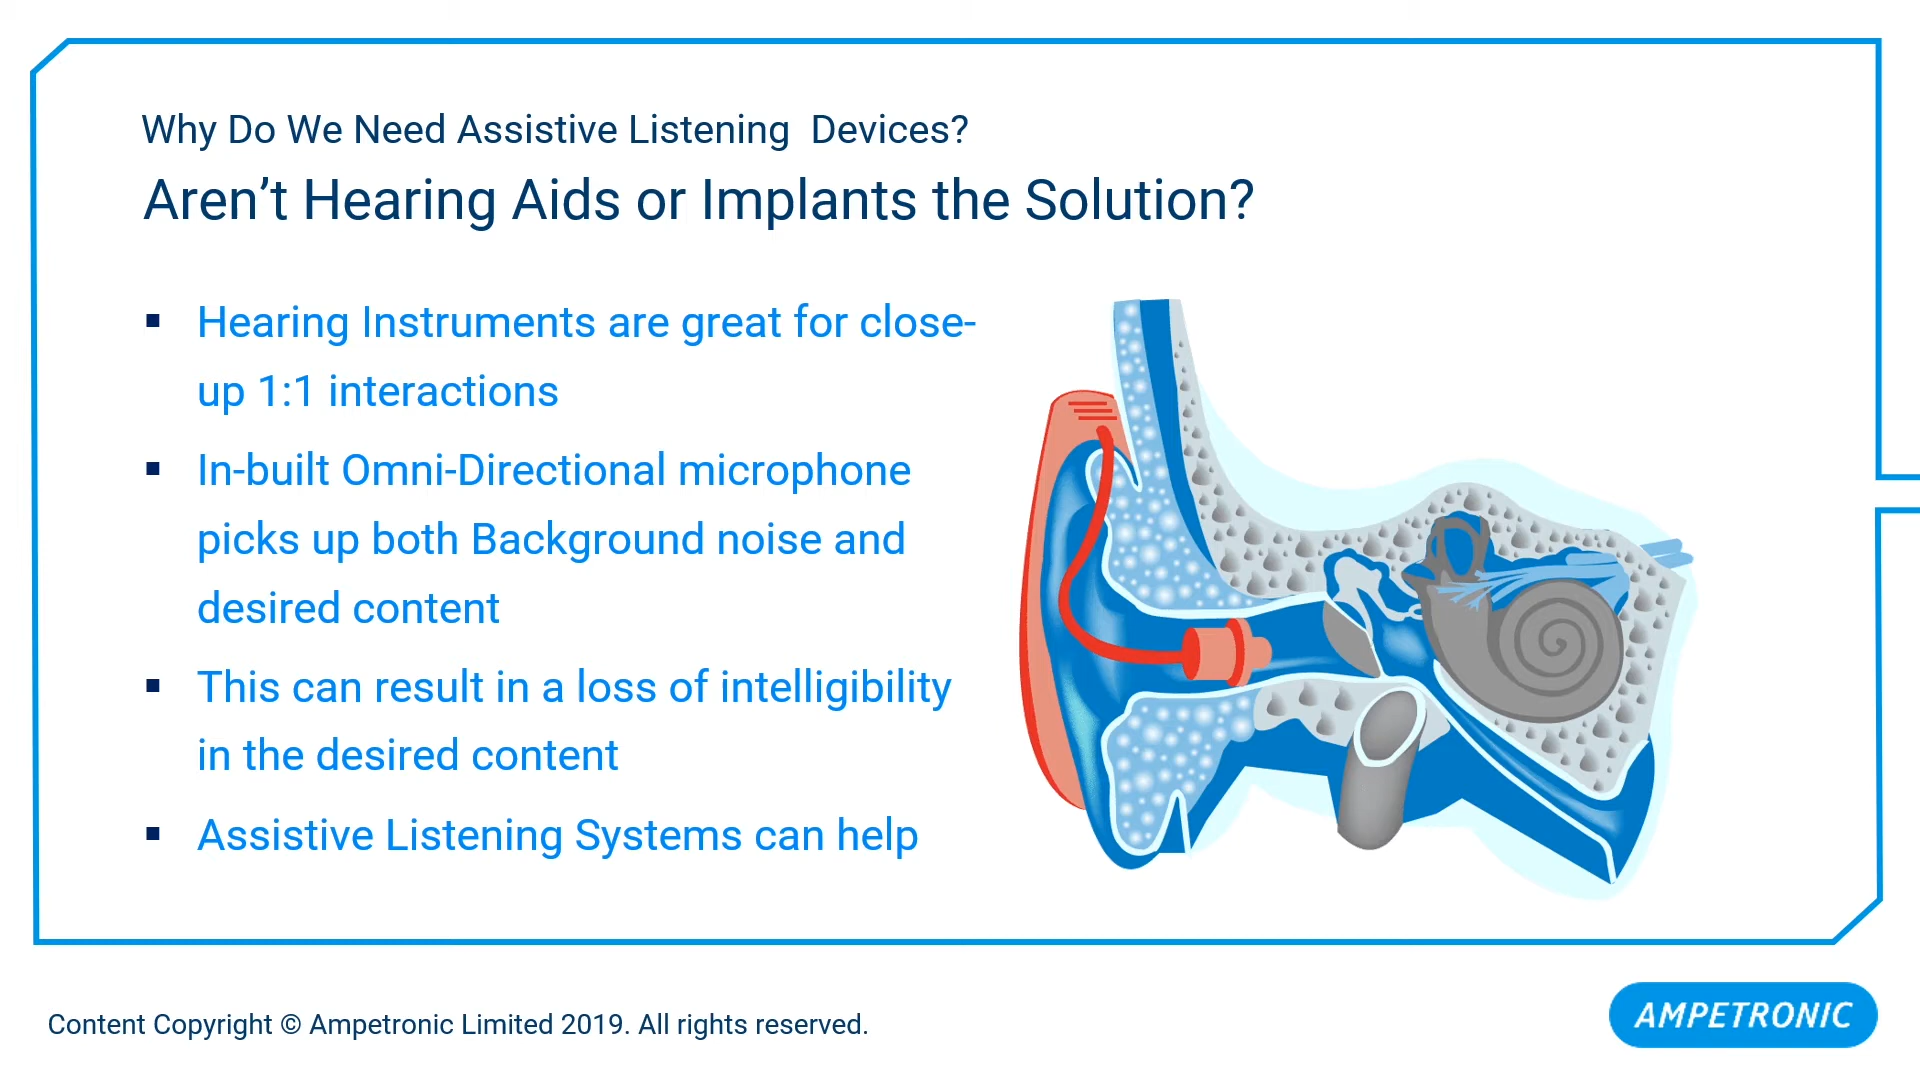 Why Do We Need Assistive Listening  Devices?
Aren’t Hearing Aids or Implants the Solution?
▪ Hearing Instruments are great for close-
up 1:1 interactions
▪ In-built Omni-Directional microphone
picks up both Background noise and
desired content
▪ This can result in a loss of intelligibility
in the desired content
▪ Assistive Listening Systems can help
Content Copyright © Ampetronic Limited 2019. All rights reserved.
AMPETRONIC